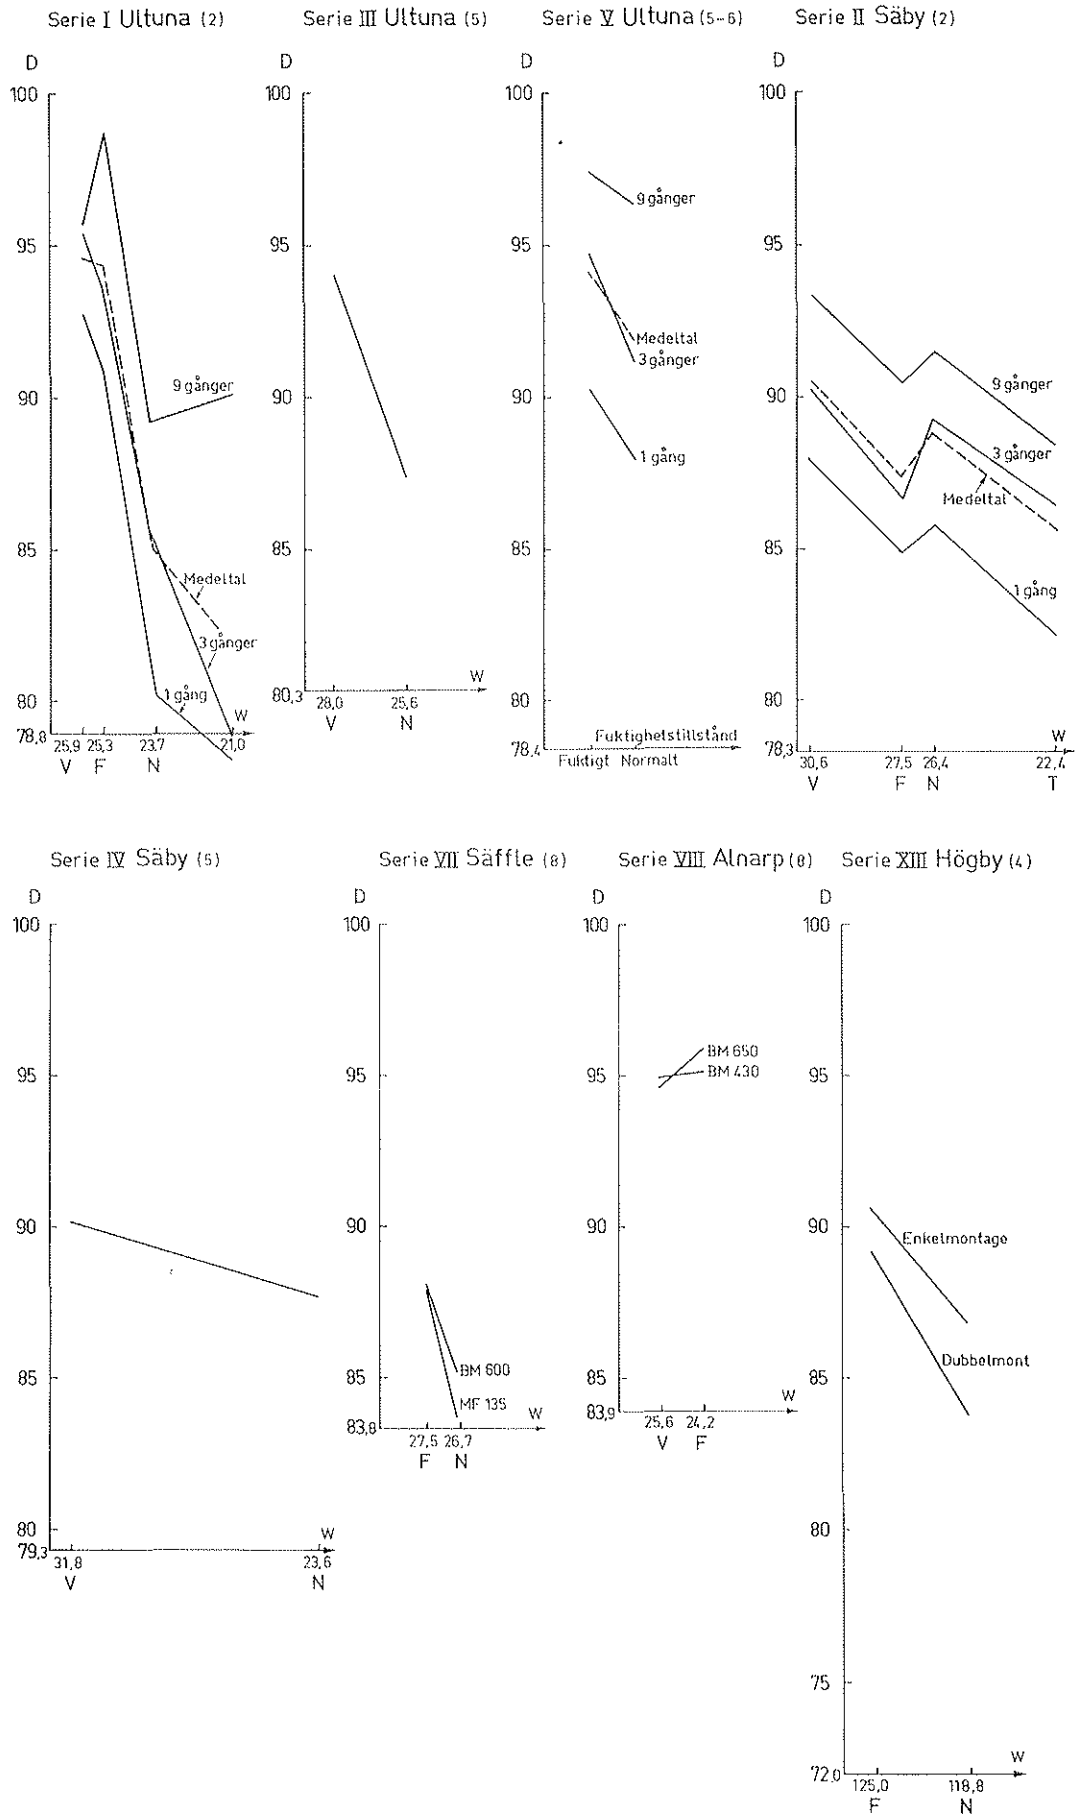 Serie I Ultuna (2)
D
100
95
90
85
80
78,8
9 gånger
Medeltal
3 gånger
1 gång
W
25,9 25,3 23,7 21,0
V F N
Serie III Ultuna (5)
D
100
95
90
85
80,3
W
28,0 25,6
V N
Serie V Ultuna (5-6)
D
100
95
90
85
80
78,4
9 gånger
Medeltal
3 gånger
1 gång
Fuktighetstillstånd
Fuktigt Normalt
Serie II Säby (2)
D
100
95
90
85
80
78,3
9 gånger
3 gånger
Medeltal
1 gång
W
30,6 27,5 26,4 22,4
V F N T
Serie IV Säby (5)
D
100
95
90
85
80
79,3
W
31,8 23,6
V N
Serie VII Säffle (8)
D
100
95
90
85
83,8
BM 600
MF 135
W
27,5 26,7
F N
Serie VIII Alnarp (8)
D
100
95
90
85
83,9
BM 650
BM 430
W
25,6 24,2
V F
Serie XIII Högby (4)
D
100
95
90
85
80
75
72,0
Enkelmontage
Dubbelmont
W
125,0 118,8
F N